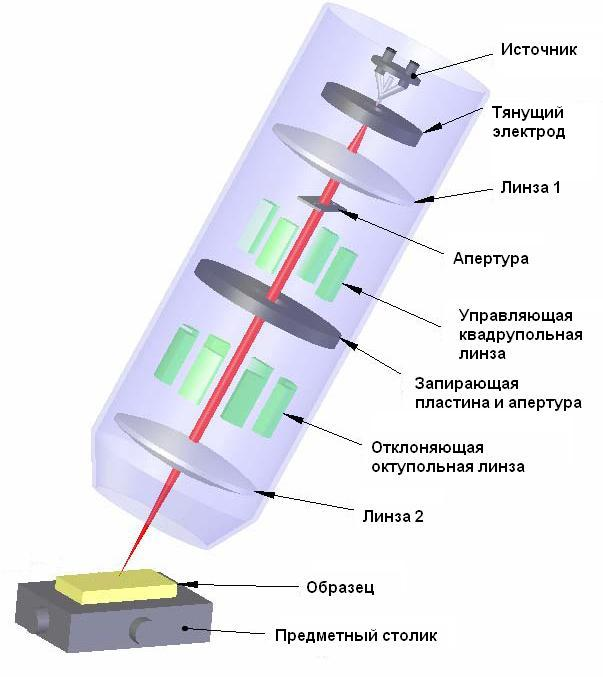 Источник
Тянущий
электрод
Линза 1
Апертура
Управляющая
квадрупольная
линза
Запирающая
пластина и апертура
Отклоняющая
октупольная линза
Линза 2
Образец
Предметный столик